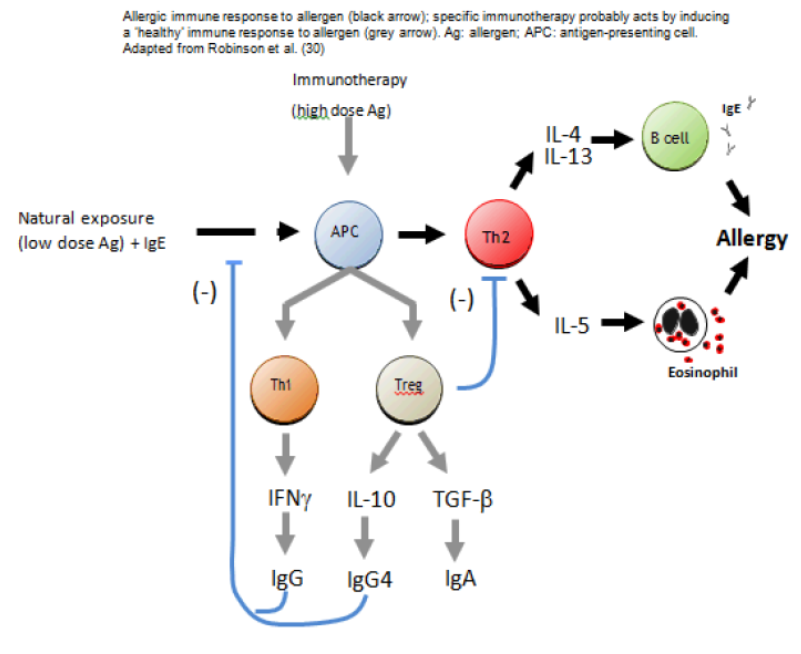 Allergic immune response to allergen (black arrow); specific immunotherapy probably acts by inducing
a 'healthy' immune response to allergen (grey arrow). Ag: allergen; APC: antigen-presenting cell.
Adapted from Robinson et al. (30)
Immunotherapy
(high dose Ag)
IgE
IL-4
IL-13
B cell
Natural exposure
(low dose Ag) + IgE
APC
Th2
Allergy
(-)
(-)
IL-5
Eosinophil
Th1
Treg
IFNγ
IL-10
TGF-β
IgG
IgG4
IgA